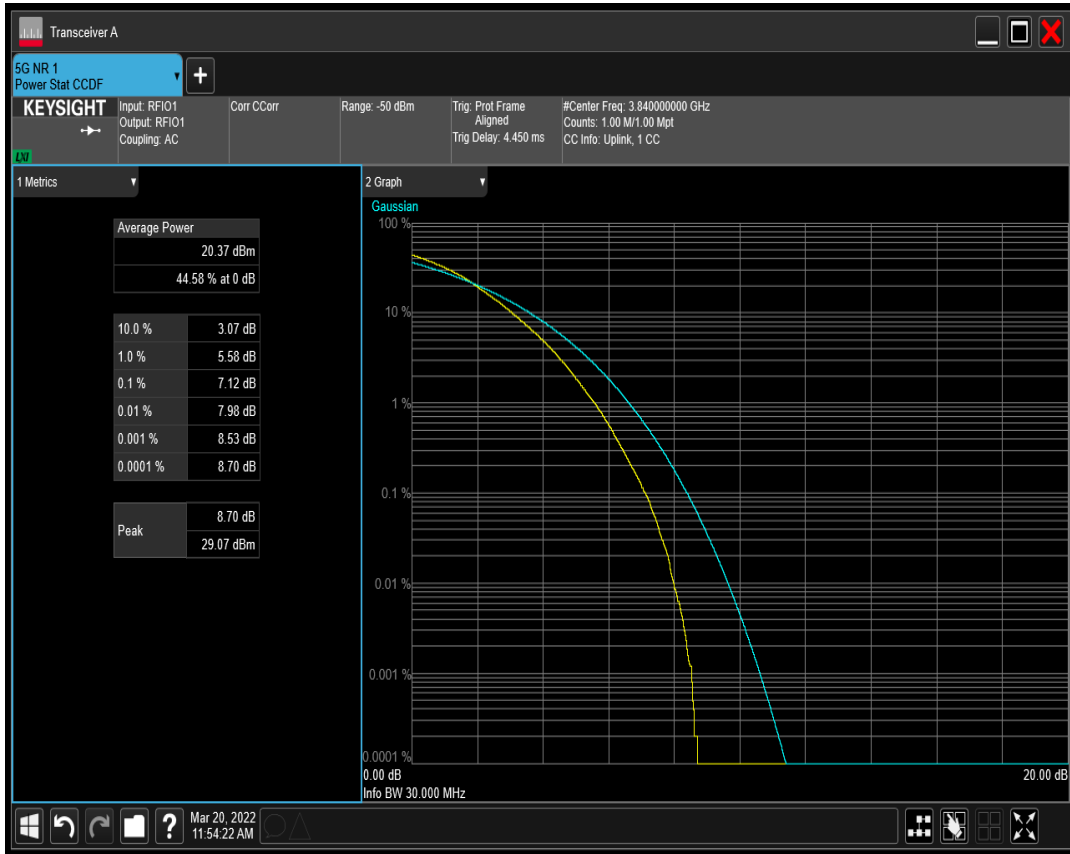 Transceiver A
5G NR 1
Power Stat CCDF
+
KEYSIGHT
LXI
Input: RFIO1
Output: RFIO1
Coupling: AC
Corr CCorr
Range: -50 dBm
Trig: Prot Frame
Aligned
Trig Delay: 4.450 ms
#Center Freq: 3.840000000 GHz
Counts: 1.00 M/1.00 Mpt
CC Info: Uplink, 1 CC
1 Metrics
Average Power
20.37 dBm
44.58 % at 0 dB
10.0 % 3.07 dB
1.0 % 5.58 dB
0.1 % 7.12 dB
0.01 % 7.98 dB
0.001 % 8.53 dB
0.0001 % 8.70 dB
Peak
8.70 dB
29.07 dBm
2 Graph
Gaussian
100 %
10 %
1 %
0.1 %
0.01 %
0.001 %
0.0001 %
0.00 dB 20.00 dB
Info BW 30.000 MHz
?
Mar 20, 2022
11:54:22 AM